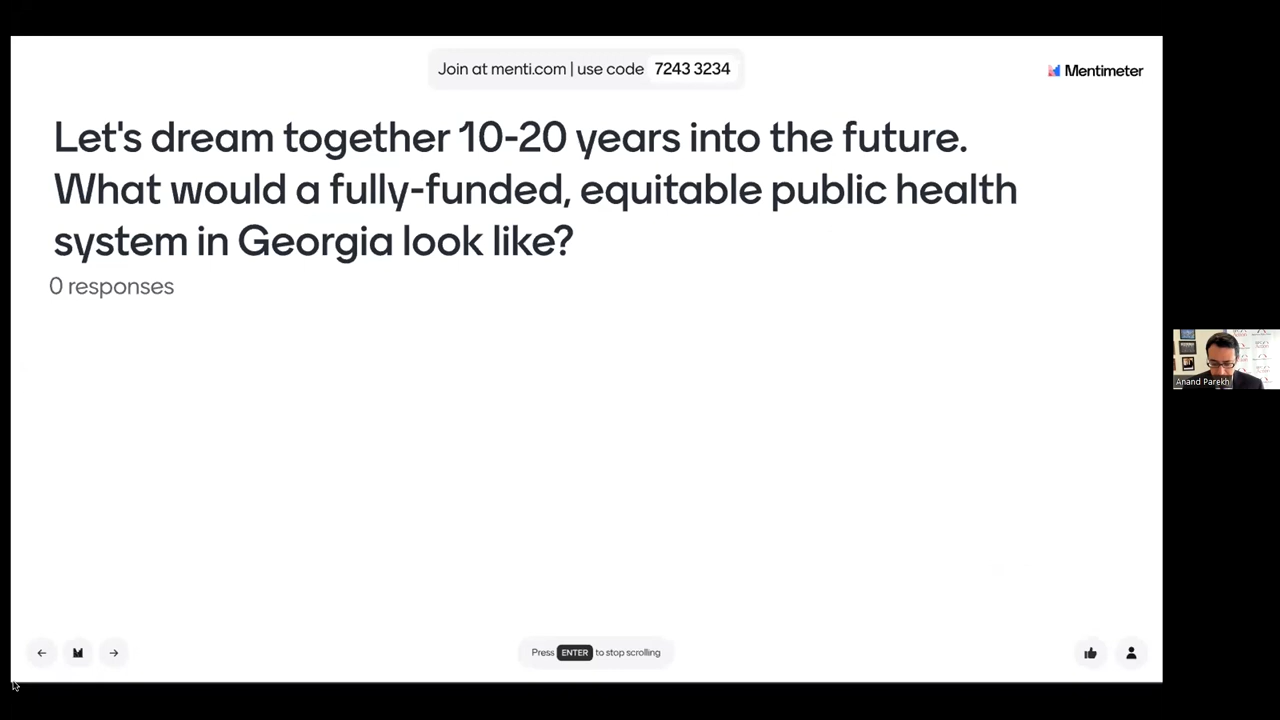 Join at menti.com | use code 7243 3234
Mentimeter
Let's dream together 10-20 years into the future.
What would a fully-funded, equitable public health
system in Georgia look like?
0 responses
Anand Parekh
Press ENTER to stop scrolling